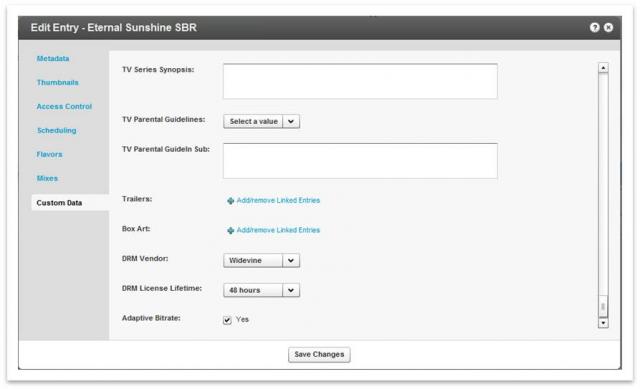 Edit Entry - Eternal Sunshine SBR
Metadata
Thumbnails
Access Control
Scheduling
Flavors
Mixes
Custom Data
TV Series Synopsis:
TV Parental Guidelines: Select a value
TV Parental Guideln Sub:
Trailers: Add/remove Linked Entries
Box Art: Add/remove Linked Entries
DRM Vendor: Widevine
DRM License Lifetime: 48 hours
Adaptive Bitrate: Yes
Save Changes